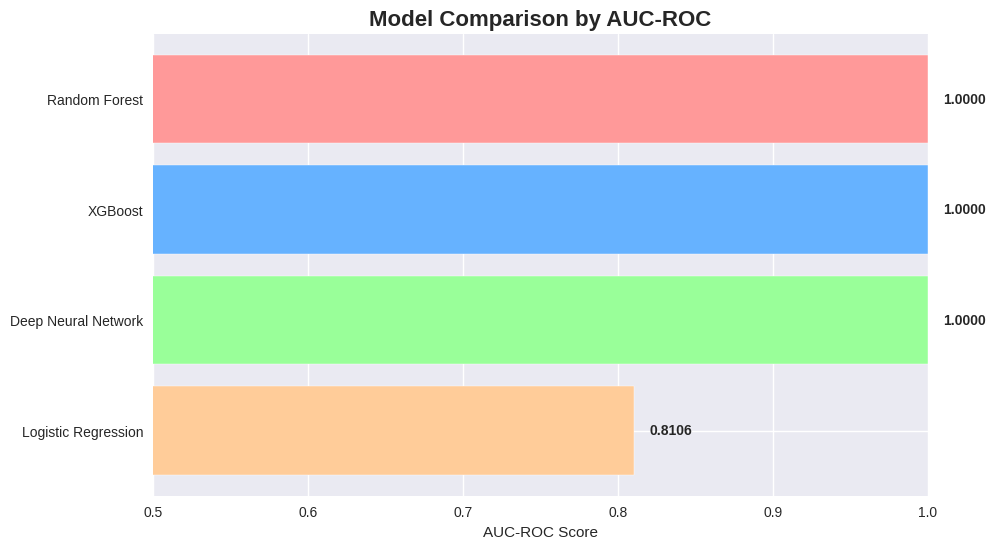 Model Comparison by AUC-ROC
Random Forest
1.0000
XGBoost
1.0000
Deep Neural Network
1.0000
Logistic Regression
0.8106
0.5 0.6 0.7 0.8 0.9 1.0
AUC-ROC Score